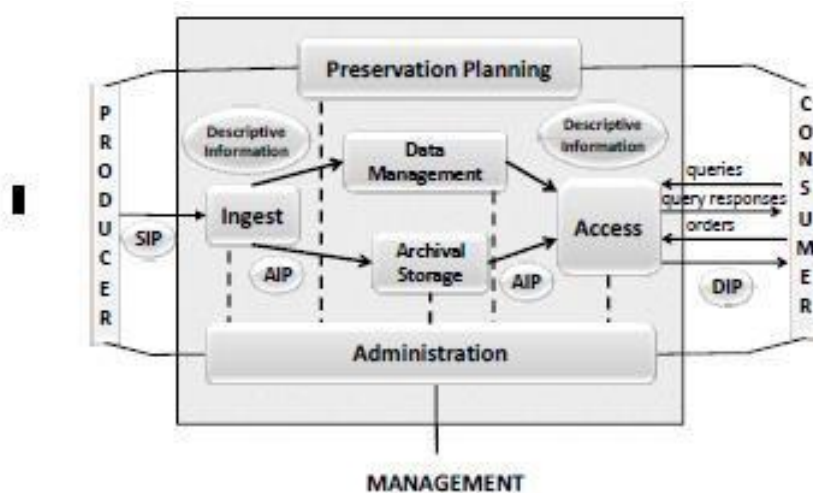 Preservation Planning
PRODUCER
CONSUMER
Descriptive
Information
Descriptive
Information
Data
Management
queries
query responses
orders
Ingest
Access
SIP
Archival
Storage
AIP
AIP
DIP
Administration
MANAGEMENT